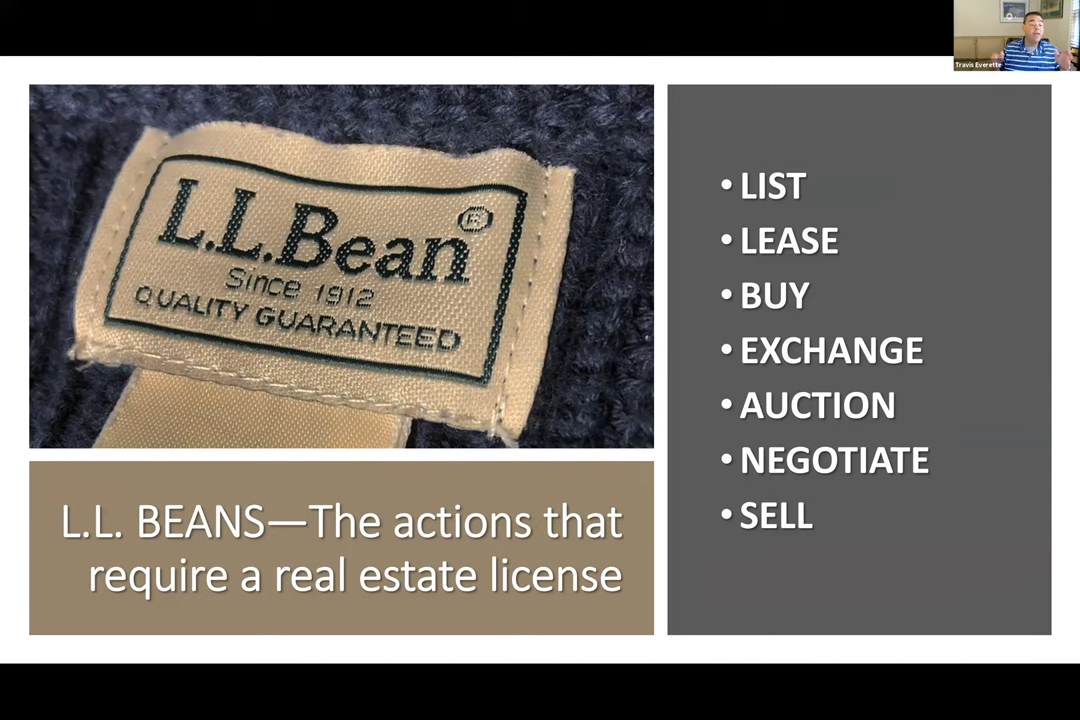 Travis Everette
L.L.Bean®
Since 1912
QUALITY GUARANTEED
L.L. BEANS—The actions that
require a real estate license
• LIST
• LEASE
• BUY
• EXCHANGE
• AUCTION
• NEGOTIATE
• SELL